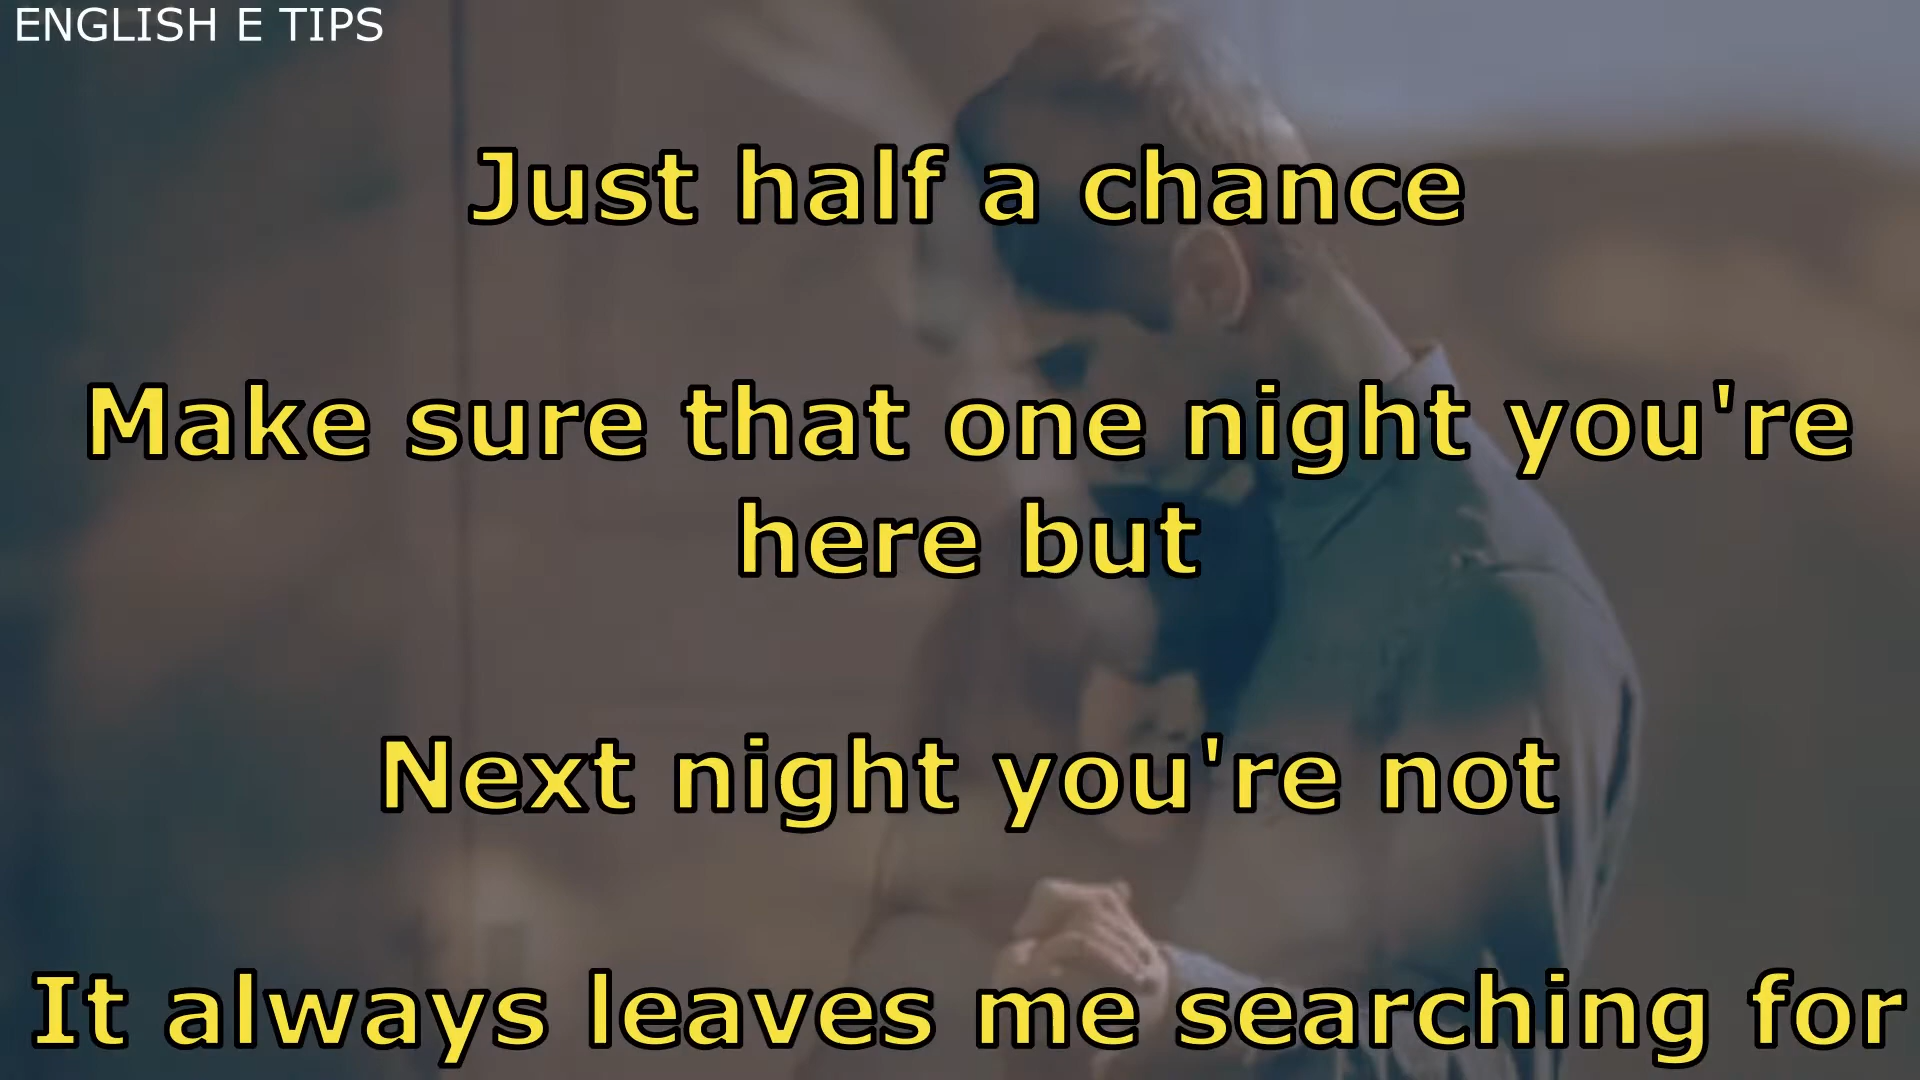 ENGLISH E TIPS
Just half a chance
Make sure that one night you're
here but
Next night you're not
It always leaves me searching for